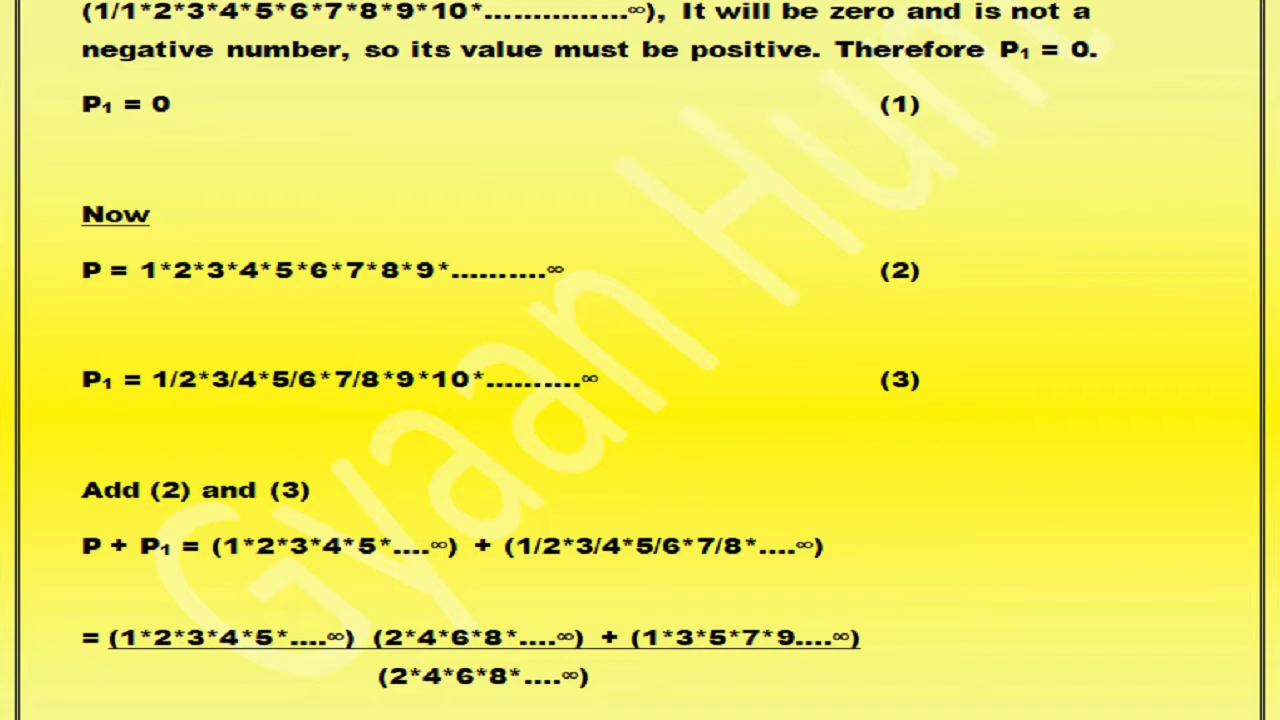 (1/1*2*3*4*5*6*7*8*9*10*...............∞), It will be zero and is not a
negative number, so its value must be positive. Therefore P₁ = 0.
P₁ = 0 (1)
Now
P = 1*2*3*4*5*6*7*8*9*..........∞ (2)
P₁ = 1/2*3/4*5/6*7/8*9*10*..........∞ (3)
Add (2) and (3)
P + P₁ = (1*2*3*4*5*....∞) + (1/2*3/4*5/6*7/8*....∞)
= (1*2*3*4*5*....∞) (2*4*6*8*....∞) + (1*3*5*7*9....∞)
(2*4*6*8*....∞)
Gyaan Hunt